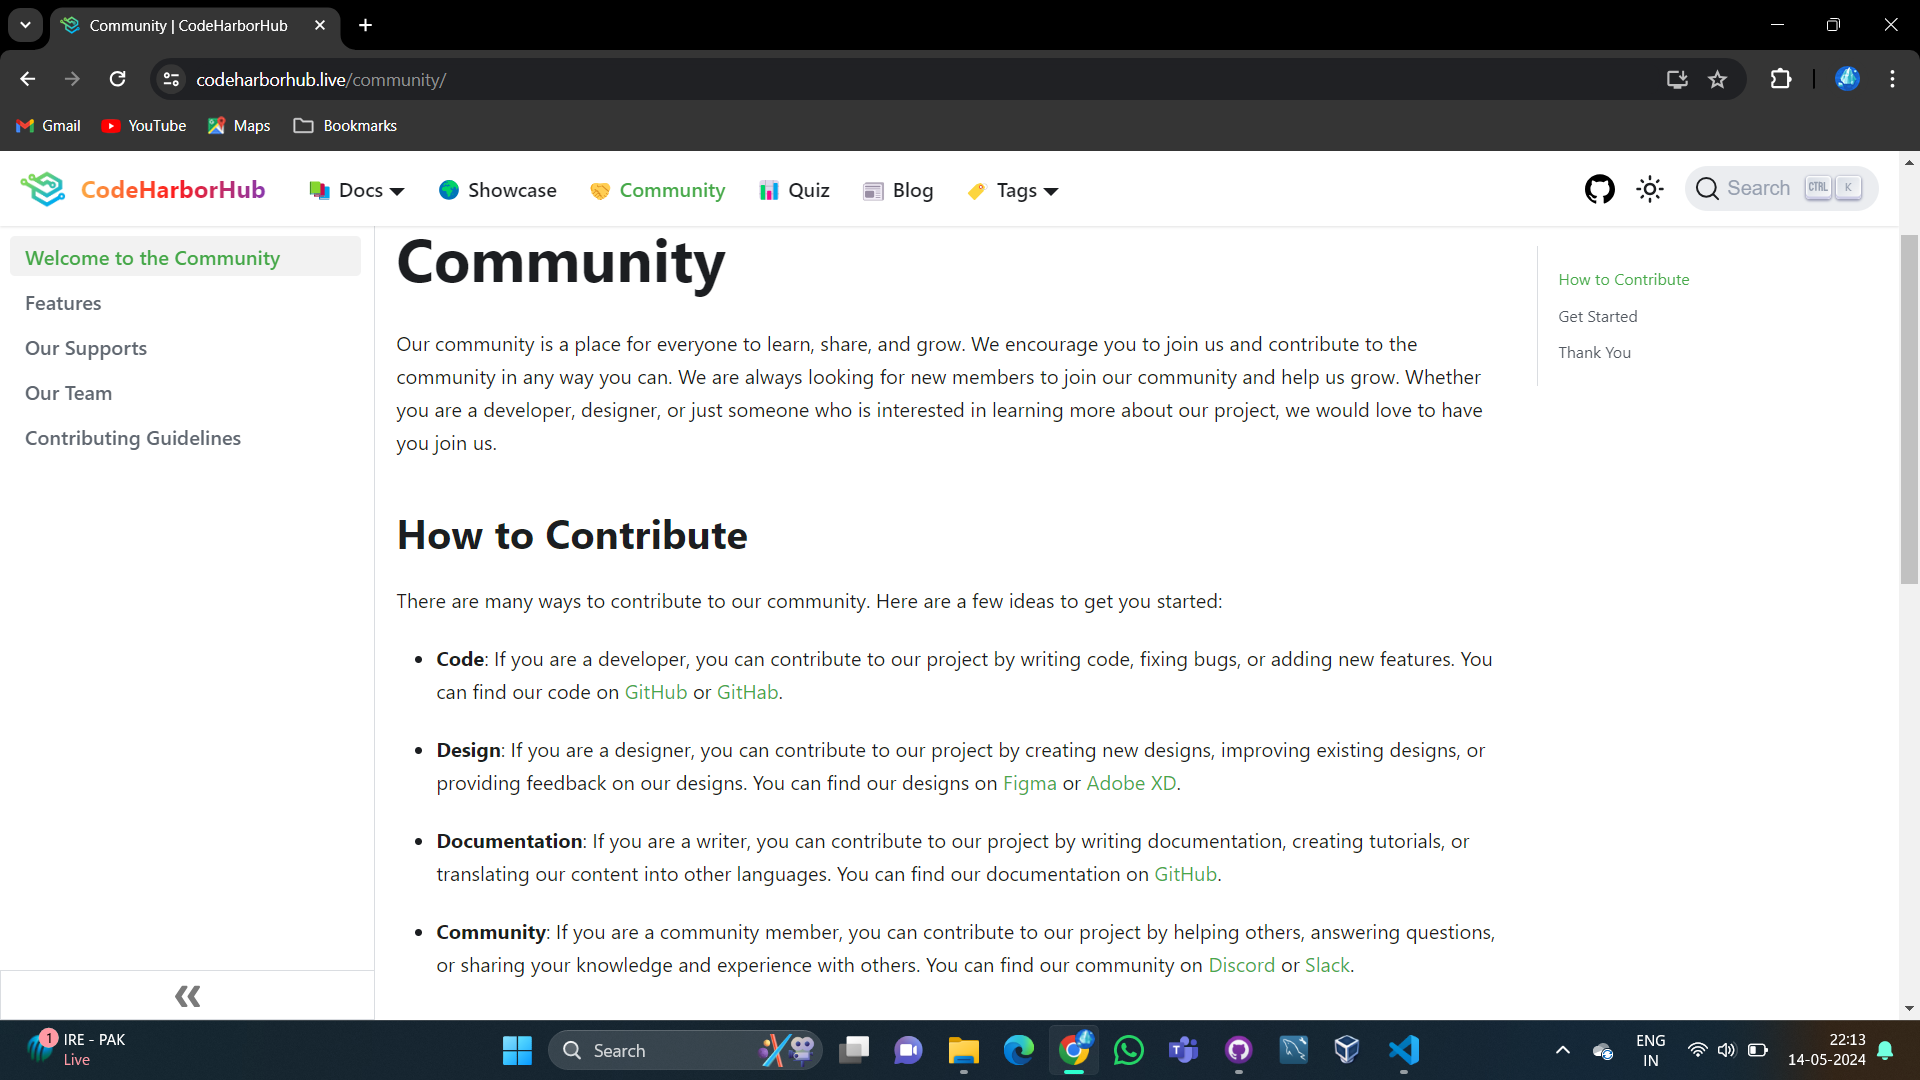 Community | CodeHarborHub
codeharborhub.live/community/
Gmail YouTube Maps Bookmarks
CodeHarborHub Docs Showcase Community Quiz Blog Tags Search CTRL K
Welcome to the Community
Features
Our Supports
Our Team
Contributing Guidelines
Community
Our community is a place for everyone to learn, share, and grow. We encourage you to join us and contribute to the
community in any way you can. We are always looking for new members to join our community and help us grow. Whether
you are a developer, designer, or just someone who is interested in learning more about our project, we would love to have
you join us.
How to Contribute
There are many ways to contribute to our community. Here are a few ideas to get you started:
• Code: If you are a developer, you can contribute to our project by writing code, fixing bugs, or adding new features. You
can find our code on GitHub or GitHab.
• Design: If you are a designer, you can contribute to our project by creating new designs, improving existing designs, or
providing feedback on our designs. You can find our designs on Figma or Adobe XD.
• Documentation: If you are a writer, you can contribute to our project by writing documentation, creating tutorials, or
translating our content into other languages. You can find our documentation on GitHub.
• Community: If you are a community member, you can contribute to our project by helping others, answering questions,
or sharing your knowledge and experience with others. You can find our community on Discord or Slack.
How to Contribute
Get Started
Thank You
1
IRE - PAK
Live
Search
ENG
IN
22:13
14-05-2024